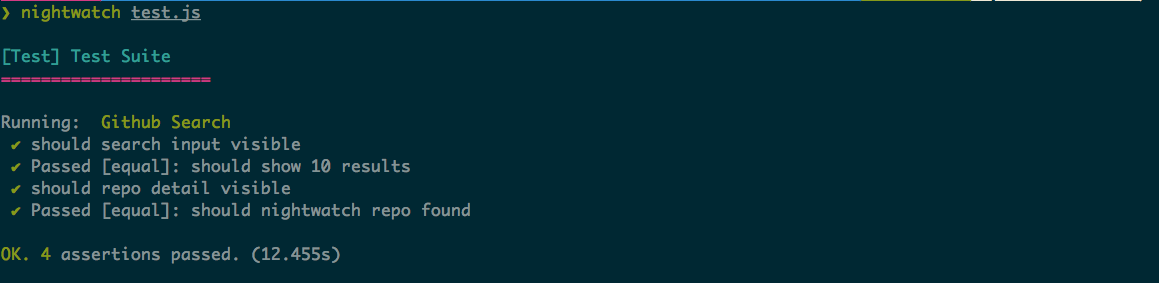 ❯ nightwatch test.js
[Test] Test Suite
=====================
Running:  Github Search
✔ should search input visible
✔ Passed [equal]: should show 10 results
✔ should repo detail visible
✔ Passed [equal]: should nightwatch repo found
OK. 4 assertions passed. (12.455s)